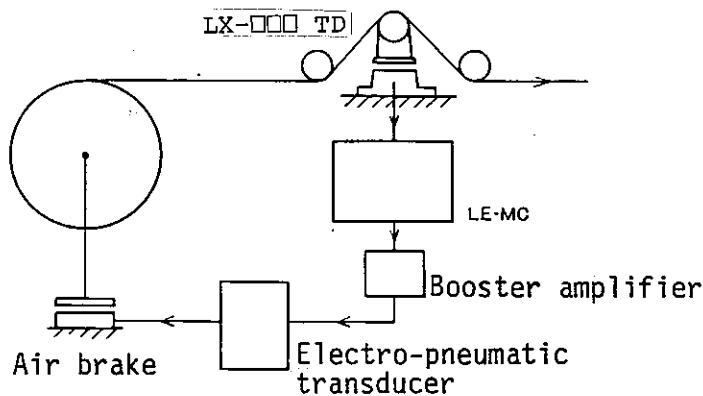 LX-□□□ TD
LE-MC
Booster amplifier
Electro-pneumatic
transducer
Air brake